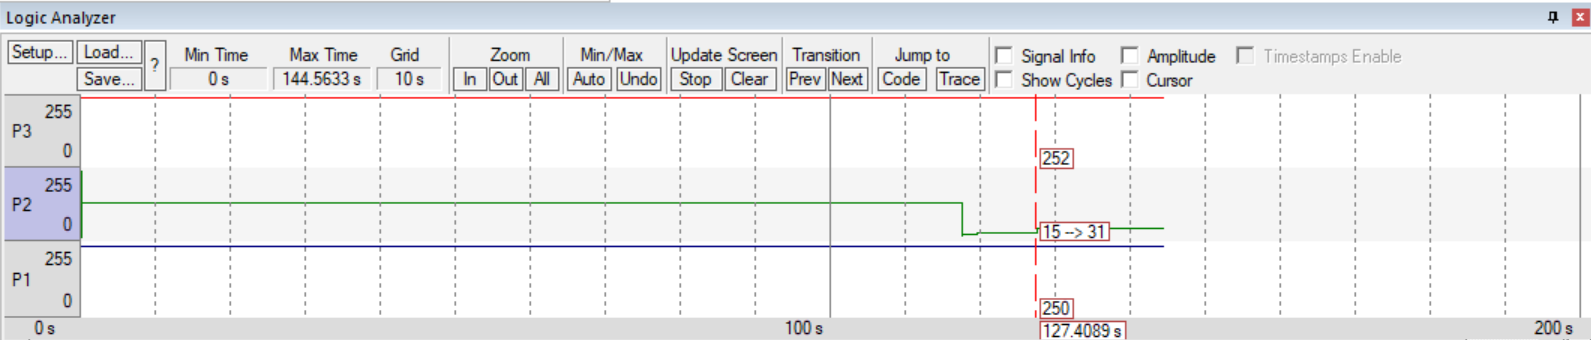 Logic Analyzer
Setup... Load... ? Min Time Max Time Grid Zoom Min/Max Update Screen Transition Jump to Signal Info Amplitude Timestamps Enable
Save... 0 s 144.5633 s 10 s In Out All Auto Undo Stop Clear Prev Next Code Trace Show Cycles Cursor
255
P3
0
252
255
P2
0
15 --> 31
255
P1
0
250
0 s 100 s 127.4089 s 200 s